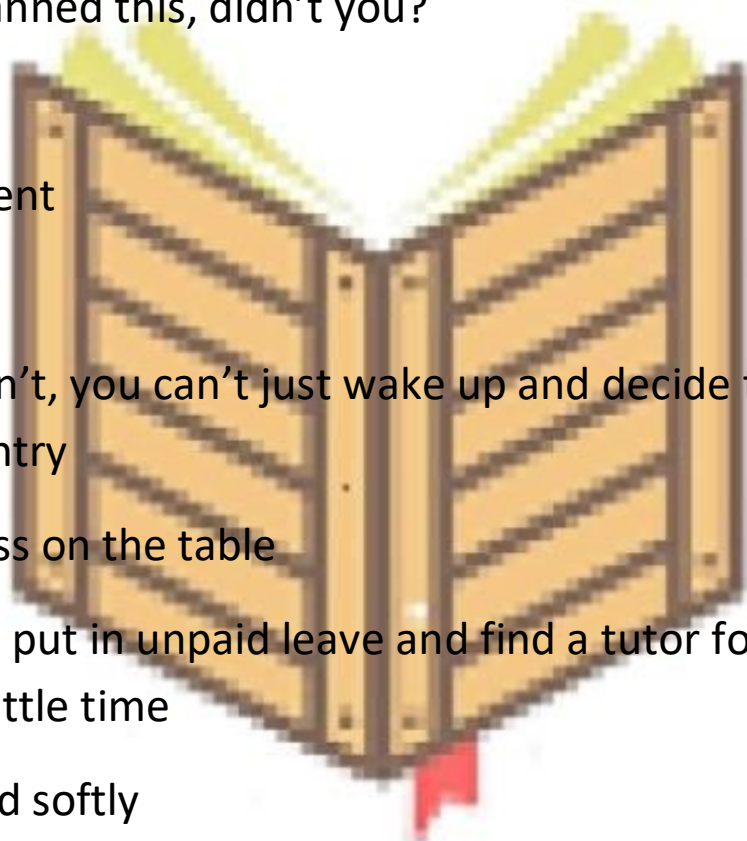 nned this, didn’t you?
ent
n’t, you can’t just wake up and decide
ntry
ss on the table
put in unpaid leave and find a tutor fo
ttle time
d softly